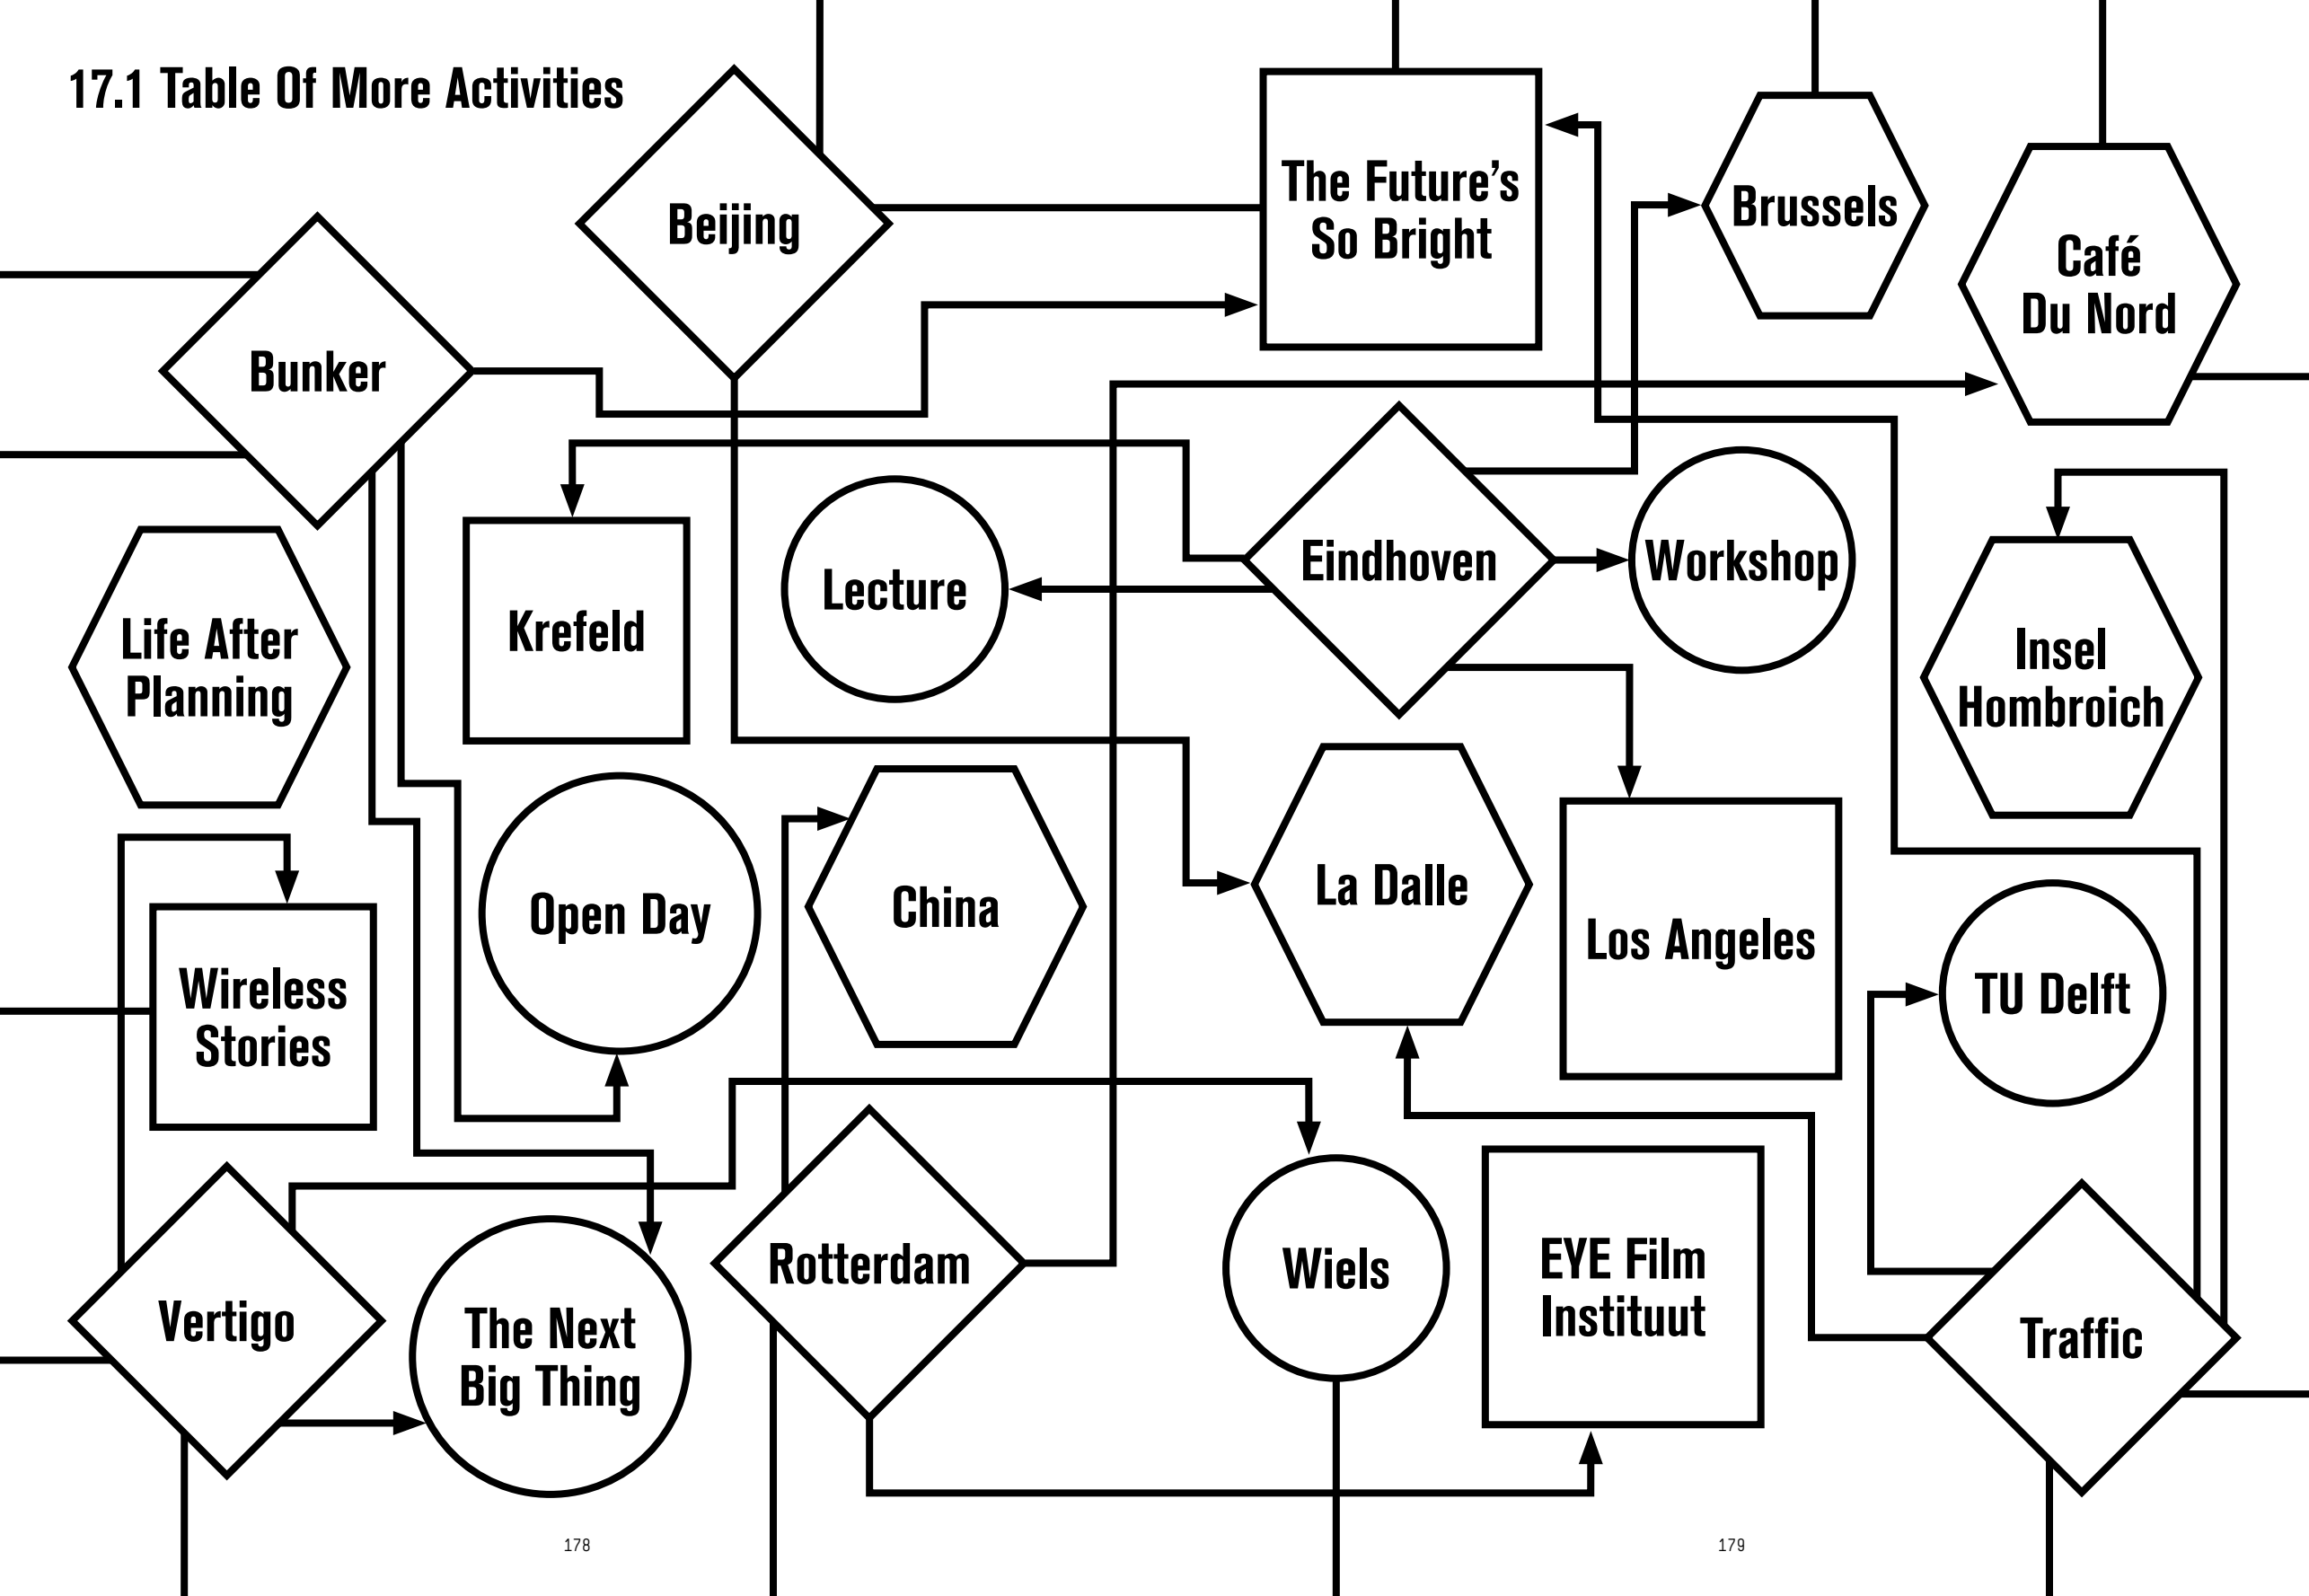 17.1 Table Of More Activities
Beijing
The Future's
So Bright
Brussels
Café
Du Nord
Bunker
Krefeld
Lecture
Eindhoven
Workshop
Life After
Planning
Insel
Hombroich
Open Day
China
La Dalle
Los Angeles
Wireless
Stories
TU Delft
Vertigo
The Next
Big Thing
Rotterdam
Wiels
EYE Film
Instituut
Traffic
178
179